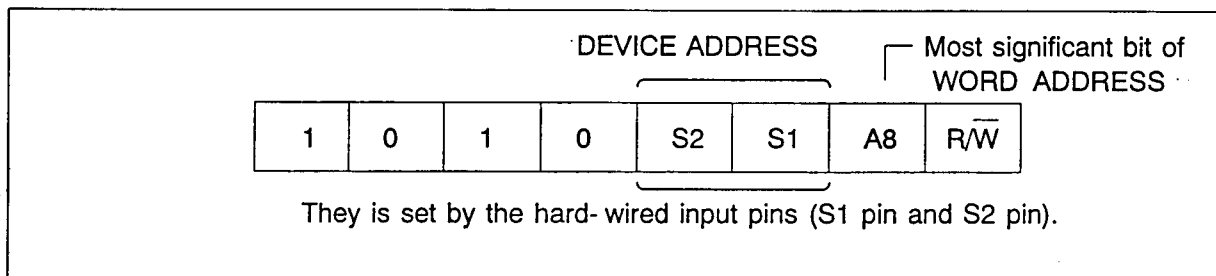 DEVICE ADDRESS
Most significant bit of
WORD ADDRESS
1 0 1 0 S2 S1 A8 R/W̅
They is set by the hard-wired input pins (S1 pin and S2 pin).